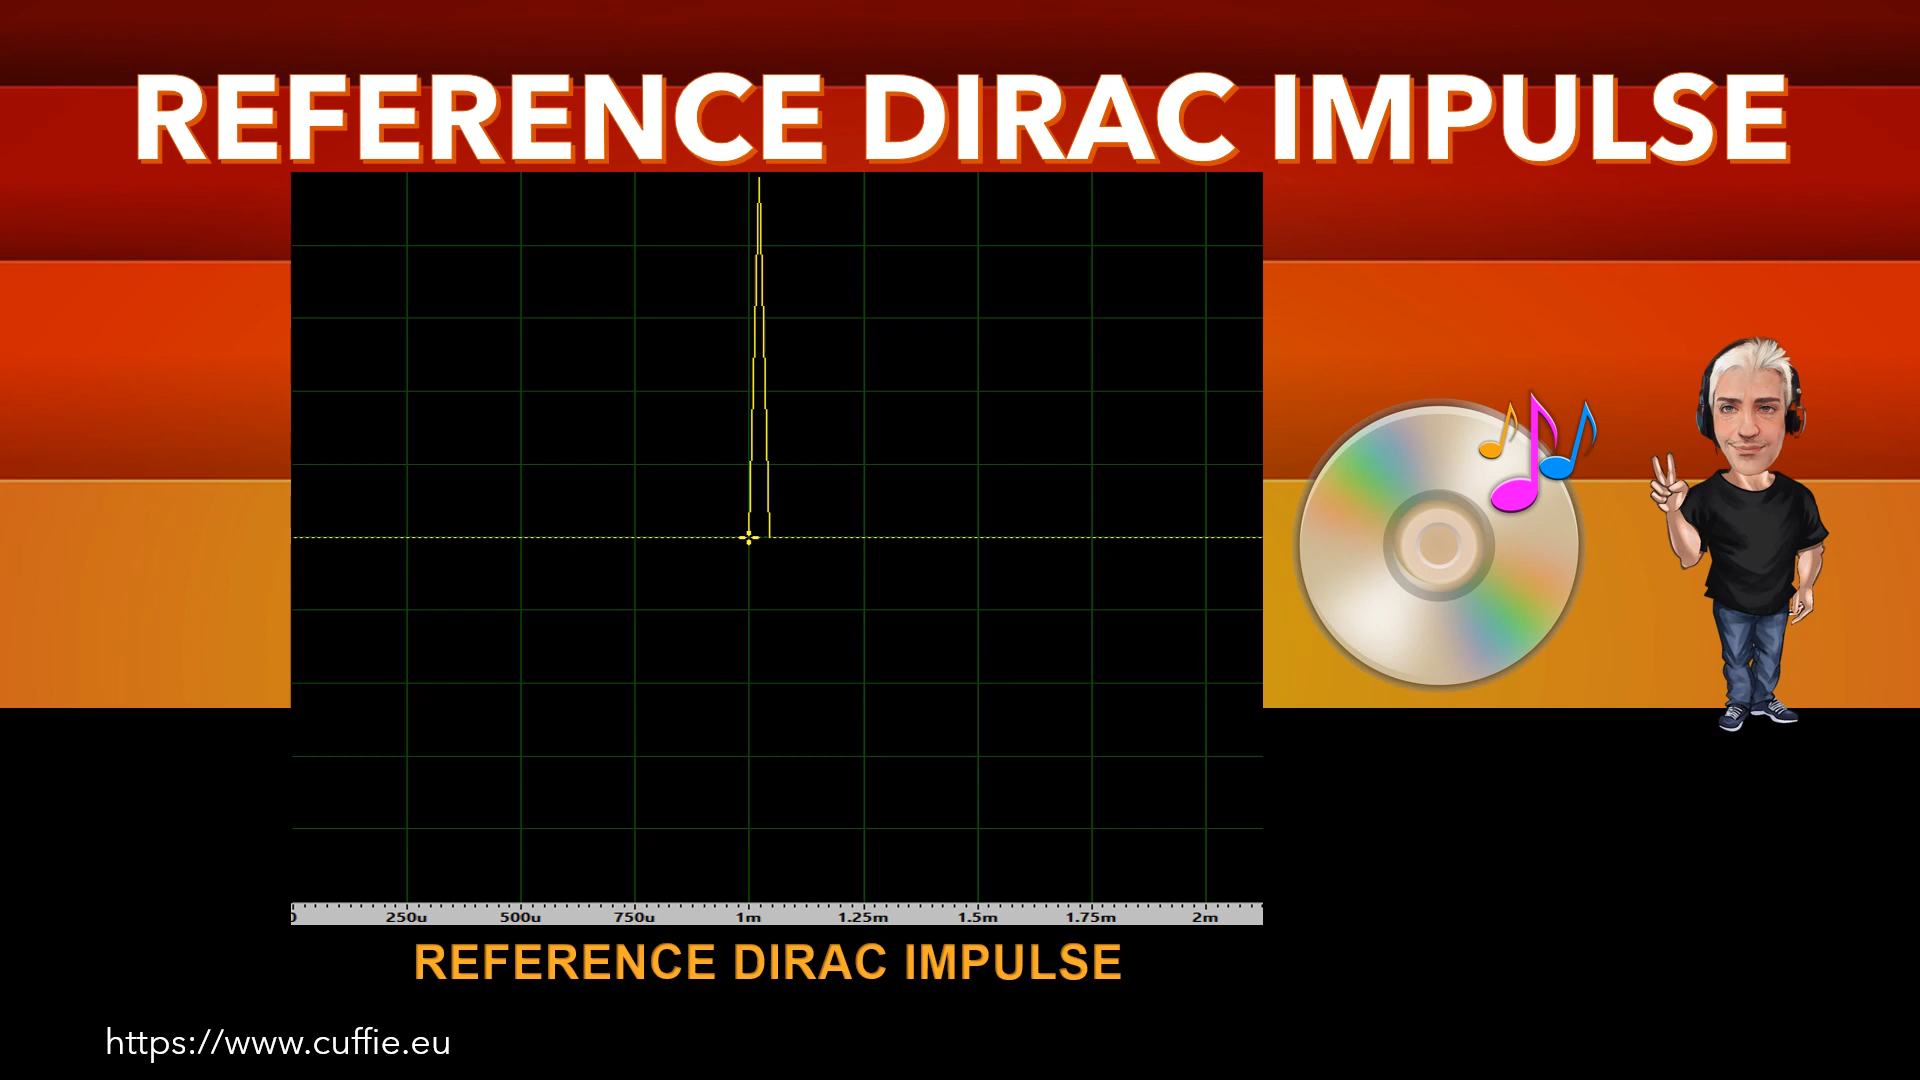 REFERENCE DIRAC IMPULSE
0 250u 500u 750u 1m 1.25m 1.5m 1.75m 2m
REFERENCE DIRAC IMPULSE
https://www.cuffie.eu